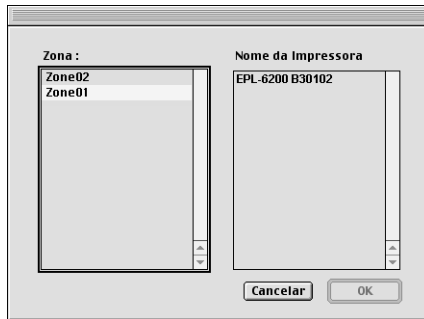 Zona :
Zone02
Zone01
Nome da Impressora
EPL-6200 B30102
Cancelar
OK